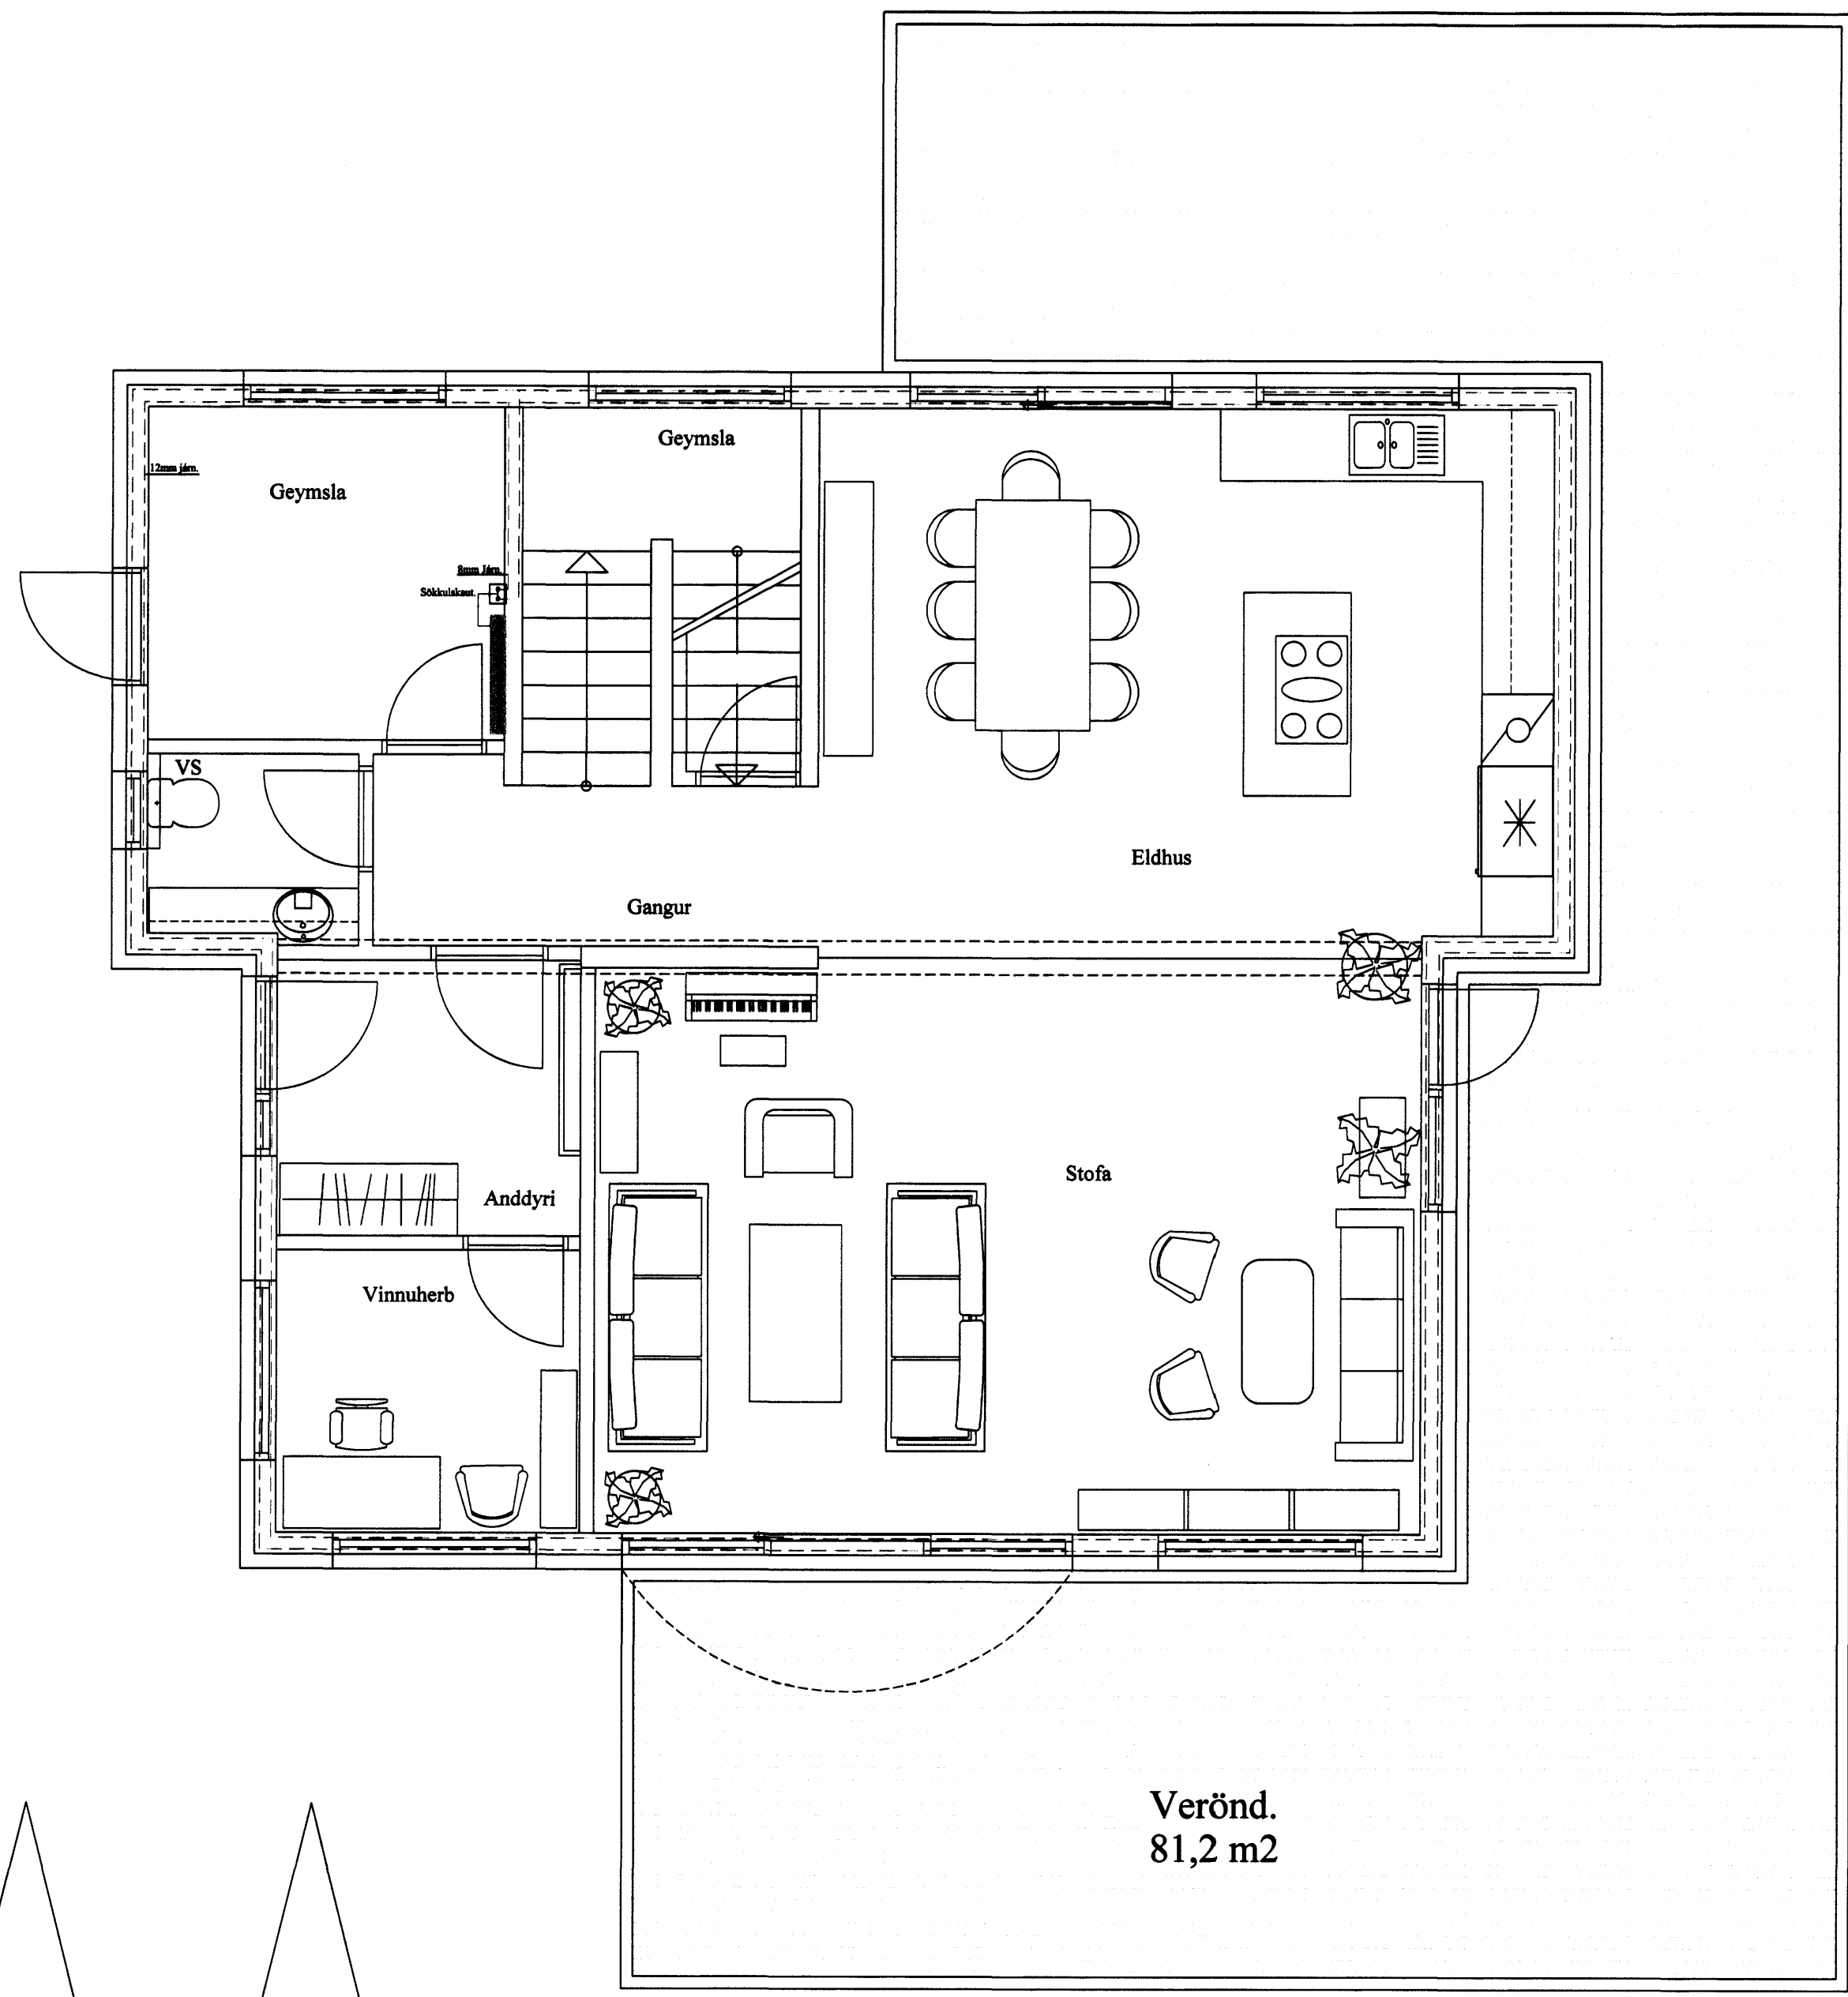 Geymsla
12mm járn.
Geymsla
8mm Járn.
Sökkulskaut.
VS
Eldhus
Gangur
Stofa
Anddyri
Vinnuherb
Verönd.
81,2 m2